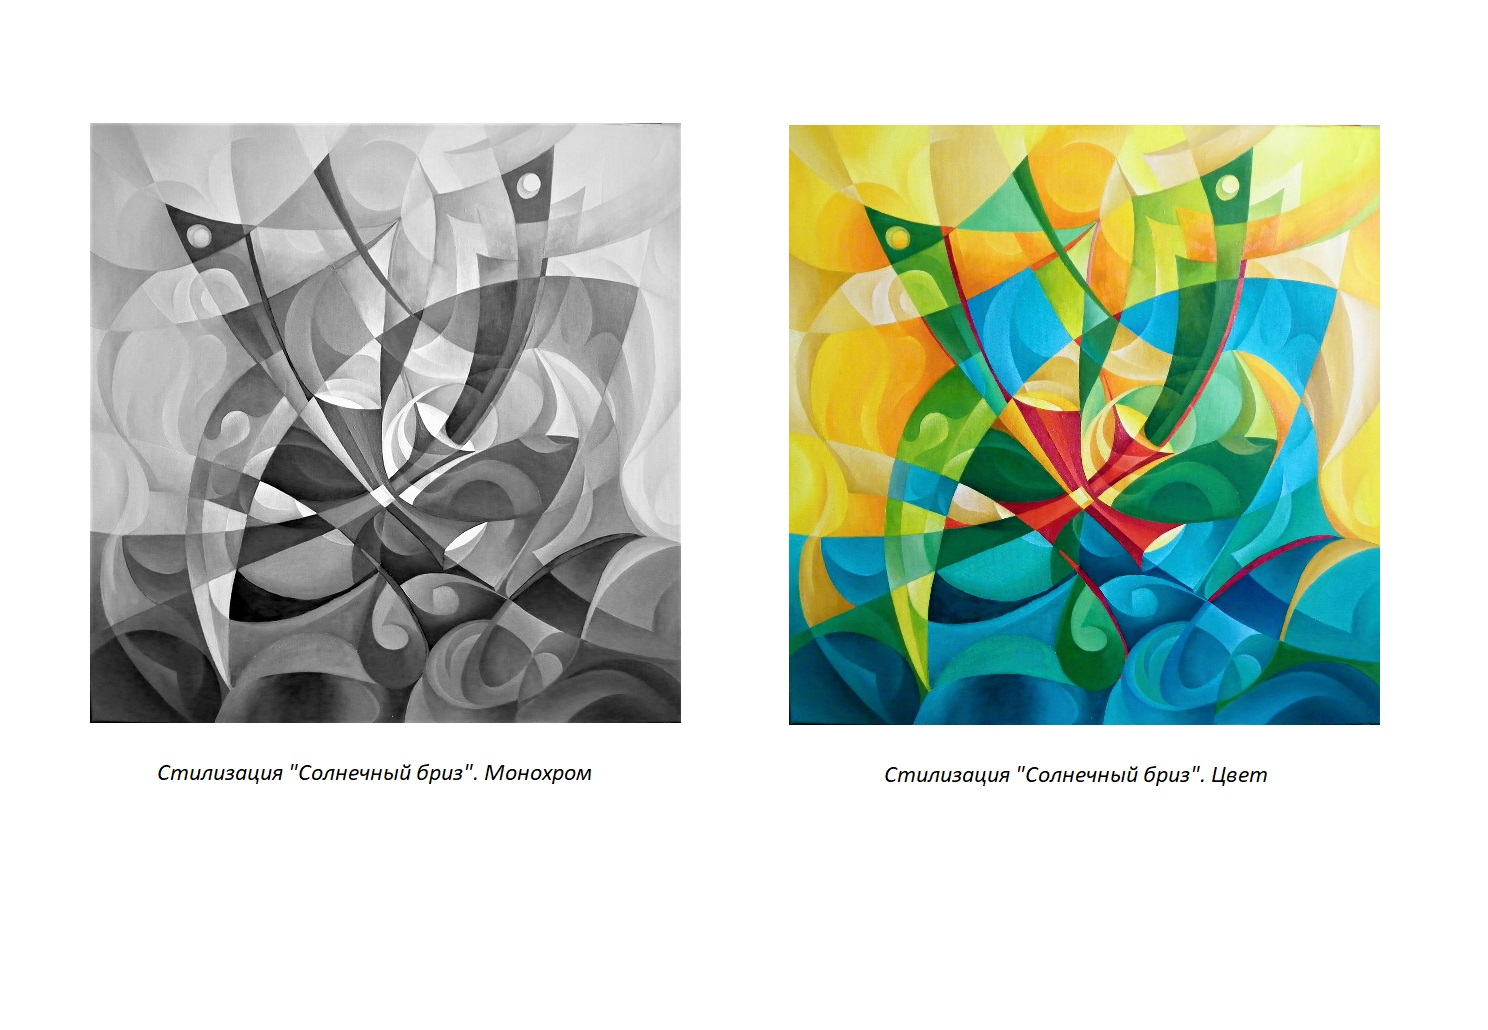 Стилизация "Солнечный бриз". Монохром
Стилизация "Солнечный бриз". Цвет